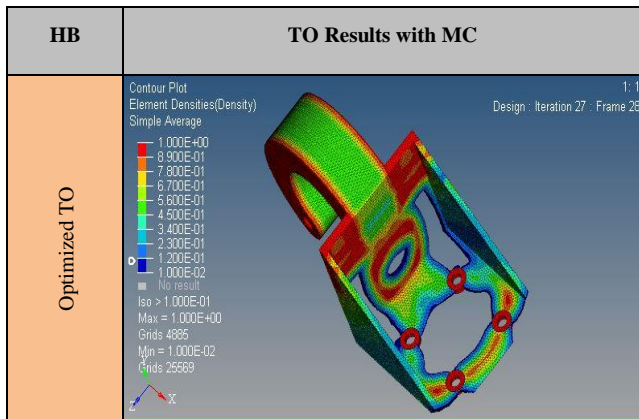 HB
TO Results with MC
Optimized TO
Contour Plot
Element Densities(Density)
Simple Average
1.000E+00
8.900E-01
7.800E-01
6.700E-01
5.600E-01
4.500E-01
3.400E-01
2.300E-01
1.200E-01
1.000E-02
No result
Iso > 1.000E-01
Max = 1.000E+00
Grids 4885
Min = 1.000E-02
Grids 25569
Y
Z
X
1: 1
Design : Iteration 27 : Frame 28